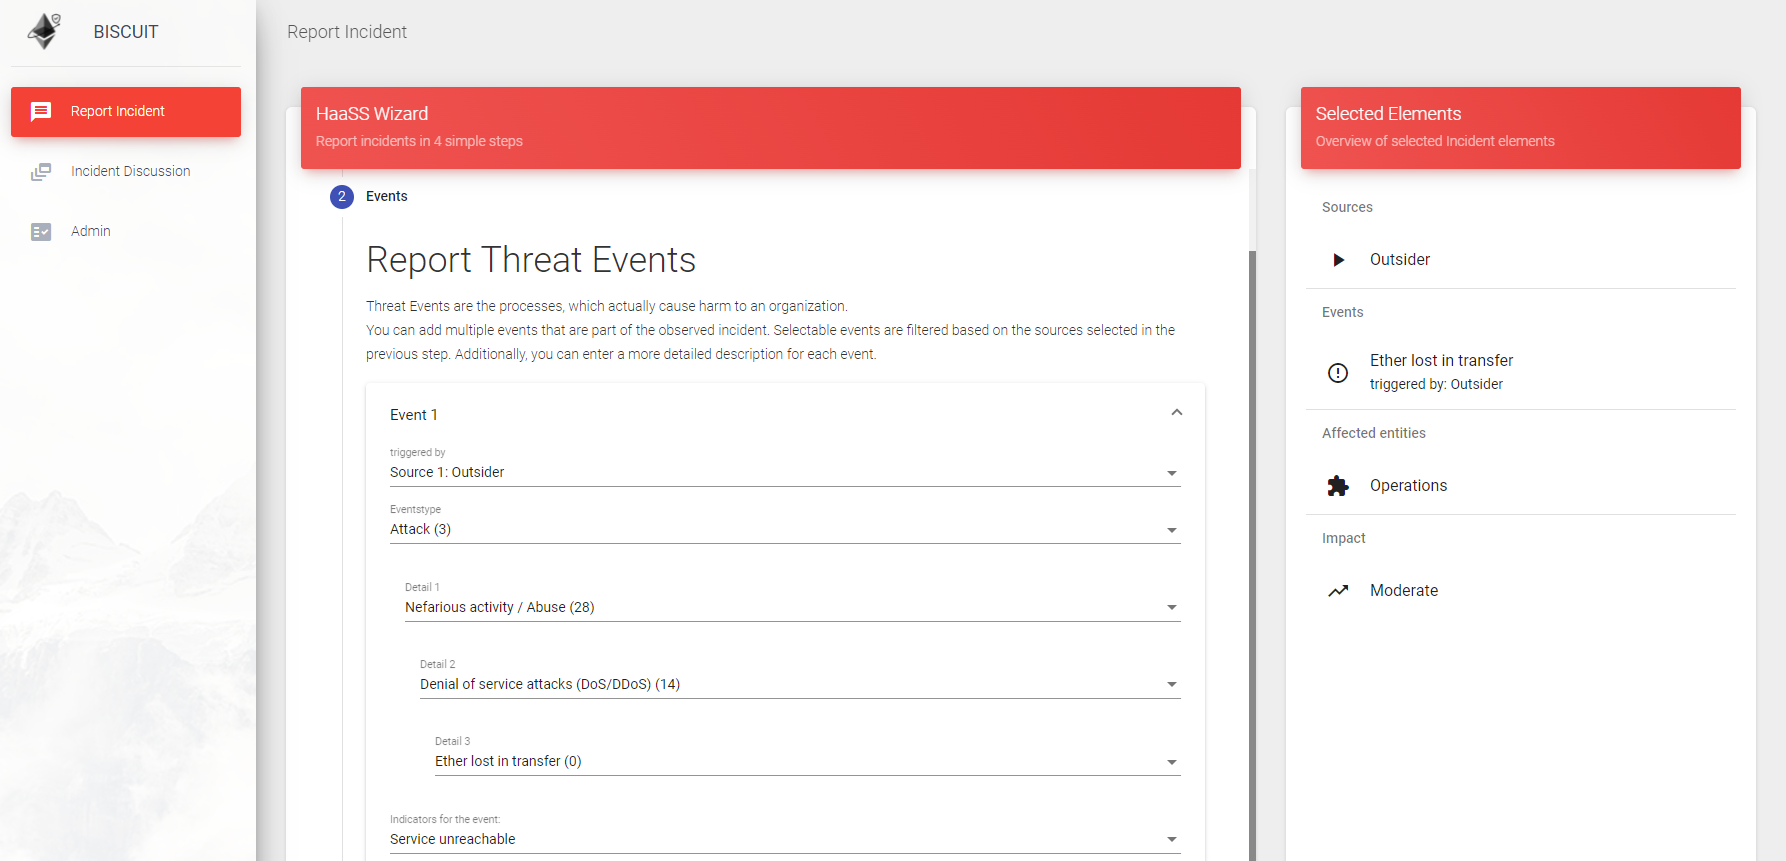 BISCUIT
Report Incident
Incident Discussion
Admin
Report Incident
HaaSS Wizard
Report incidents in 4 simple steps
2 Events
Report Threat Events
Threat Events are the processes, which actually cause harm to an organization.
You can add multiple events that are part of the observed incident. Selectable events are filtered based on the sources selected in the
previous step. Additionally, you can enter a more detailed description for each event.
Event 1
triggered by
Source 1: Outsider
Eventstype
Attack (3)
Detail 1
Nefarious activity / Abuse (28)
Detail 2
Denial of service attacks (DoS/DDoS) (14)
Detail 3
Ether lost in transfer (0)
Indicators for the event:
Service unreachable
Selected Elements
Overview of selected Incident elements
Sources
Outsider
Events
Ether lost in transfer
triggered by: Outsider
Affected entities
Operations
Impact
Moderate